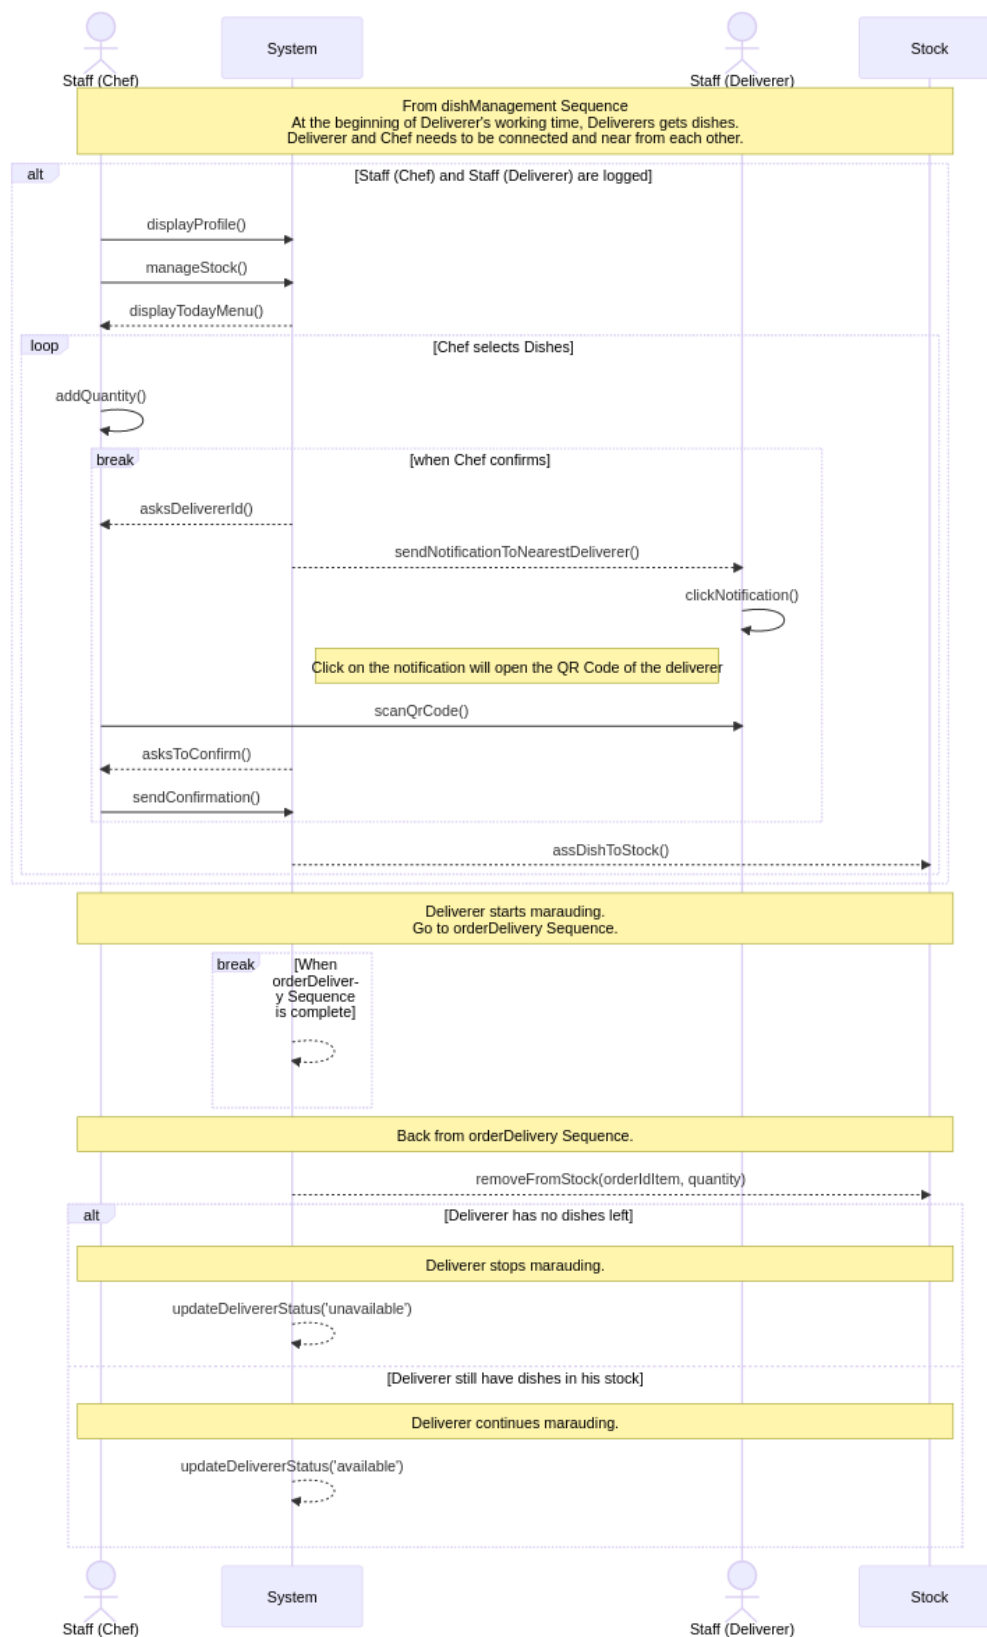 Staff (Chef)
System
Staff (Deliverer)
Stock
From dishManagement Sequence
At the beginning of Deliverer's working time, Deliverers gets dishes.
Deliverer and Chef needs to be connected and near from each other.
alt
[Staff (Chef) and Staff (Deliverer) are logged]
displayProfile()
manageStock()
displayTodayMenu()
loop
[Chef selects Dishes]
addQuantity()
break
[when Chef confirms]
asksDelivererId()
sendNotificationToNearestDeliverer()
clickNotification()
Click on the notification will open the QR Code of the deliverer
scanQrCode()
asksToConfirm()
sendConfirmation()
assDishToStock()
Deliverer starts marauding.
Go to orderDelivery Sequence.
break
[When
orderDeliver-
y Sequence
is complete]
Back from orderDelivery Sequence.
removeFromStock(orderIdItem, quantity)
alt
[Deliverer has no dishes left]
Deliverer stops marauding.
updateDelivererStatus('unavailable')
[Deliverer still have dishes in his stock]
Deliverer continues marauding.
updateDelivererStatus('available')
Staff (Chef)
System
Staff (Deliverer)
Stock